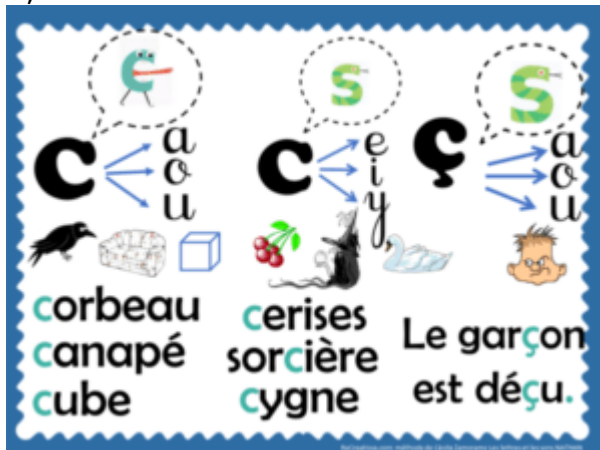 c
s
s
c
a
o
u
c
e
i
y
ç
a
o
u
corbeau
canapé
cube
cerises
sorcière
cygne
Le garçon
est déçu.